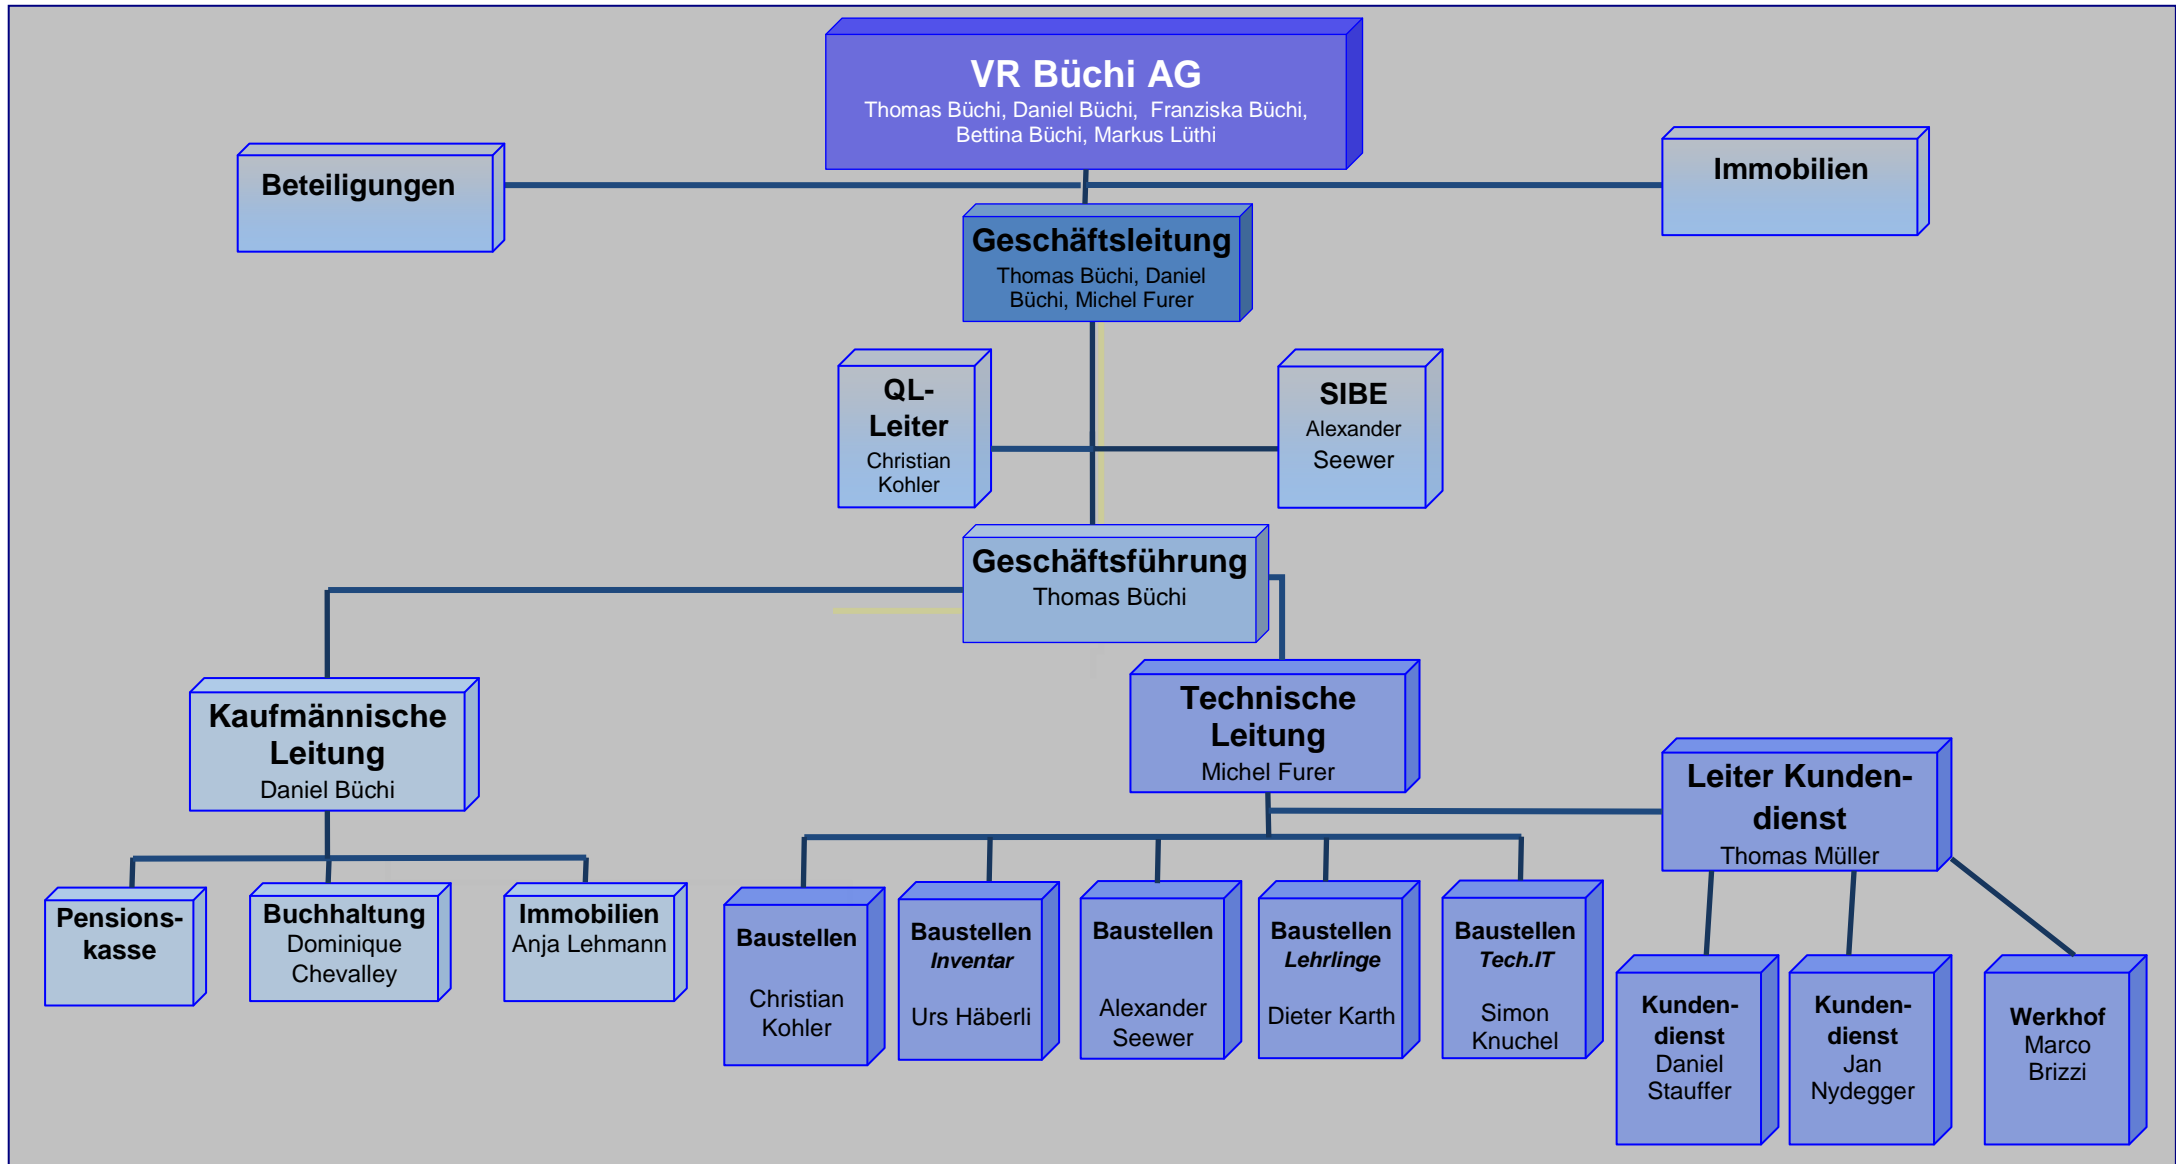 VR Büchi AG
Thomas Büchi, Daniel Büchi, Franziska Büchi,
Bettina Büchi, Markus Lüthi
Beteiligungen
Immobilien
Geschäftsleitung
Thomas Büchi, Daniel
Büchi, Michel Furer
QL-
Leiter
Christian
Kohler
SIBE
Alexander
Seewer
Geschäftsführung
Thomas Büchi
Kaufmännische
Leitung
Daniel Büchi
Technische
Leitung
Michel Furer
Leiter Kunden-
dienst
Thomas Müller
Pensions-
kasse
Buchhaltung
Dominique
Chevalley
Immobilien
Anja Lehmann
Baustellen
Christian
Kohler
Baustellen
Inventar
Urs Häberli
Baustellen
Alexander
Seewer
Baustellen
Lehrlinge
Dieter Karth
Baustellen
Tech.IT
Simon
Knuchel
Kunden-
dienst
Daniel
Stauffer
Kunden-
dienst
Jan
Nydegger
Werkhof
Marco
Brizzi